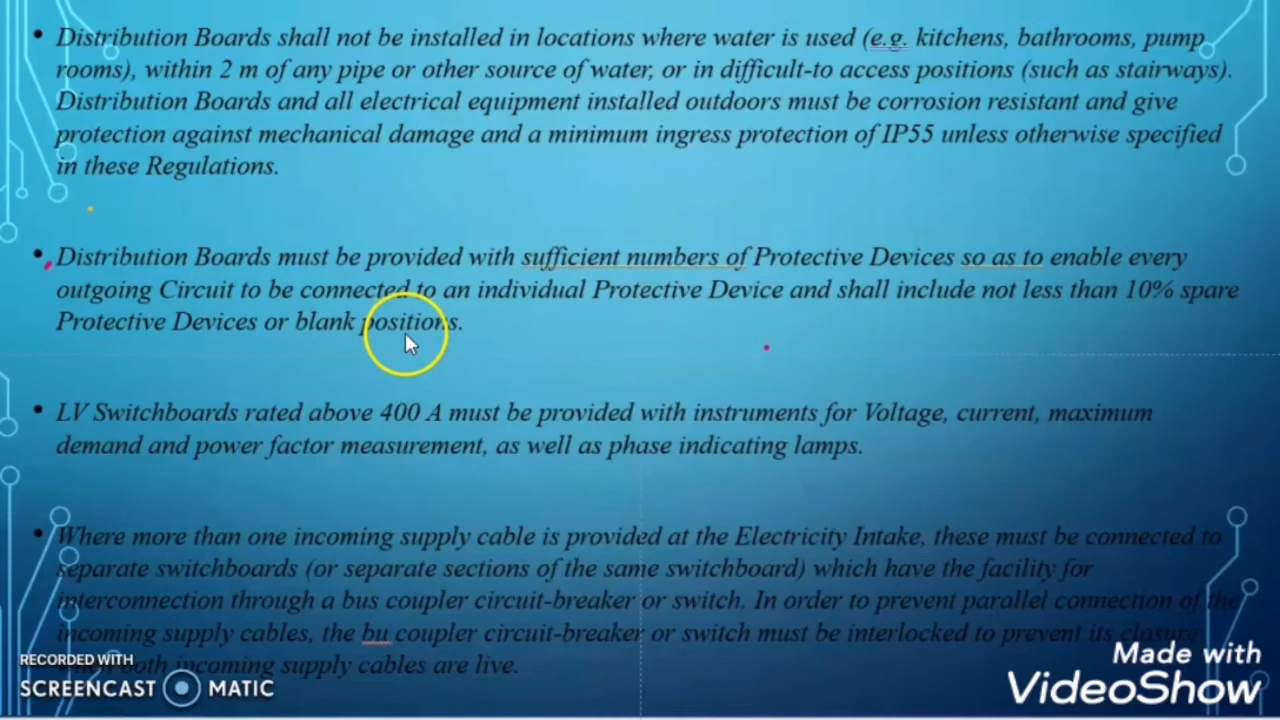 • Distribution Boards shall not be installed in locations where water is used (e.g. kitchens, bathrooms, pump
rooms), within 2 m of any pipe or other source of water, or in difficult-to access positions (such as stairways).
Distribution Boards and all electrical equipment installed outdoors must be corrosion resistant and give
protection against mechanical damage and a minimum ingress protection of IP55 unless otherwise specified
in these Regulations.
• Distribution Boards must be provided with sufficient numbers of Protective Devices so as to enable every
outgoing Circuit to be connected to an individual Protective Device and shall include not less than 10% spare
Protective Devices or blank positions.
• LV Switchboards rated above 400 A must be provided with instruments for Voltage, current, maximum
demand and power factor measurement, as well as phase indicating lamps.
• Where more than one incoming supply cable is provided at the Electricity Intake, these must be connected to
separate switchboards (or separate sections of the same switchboard) which have the facility for
interconnection through a bus coupler circuit-breaker or switch. In order to prevent parallel connection of the
incoming supply cables, the bu coupler circuit-breaker or switch must be interlocked to prevent its closure
when both incoming supply cables are live.
RECORDED WITH
SCREENCAST MATIC
Made with
VideoShow